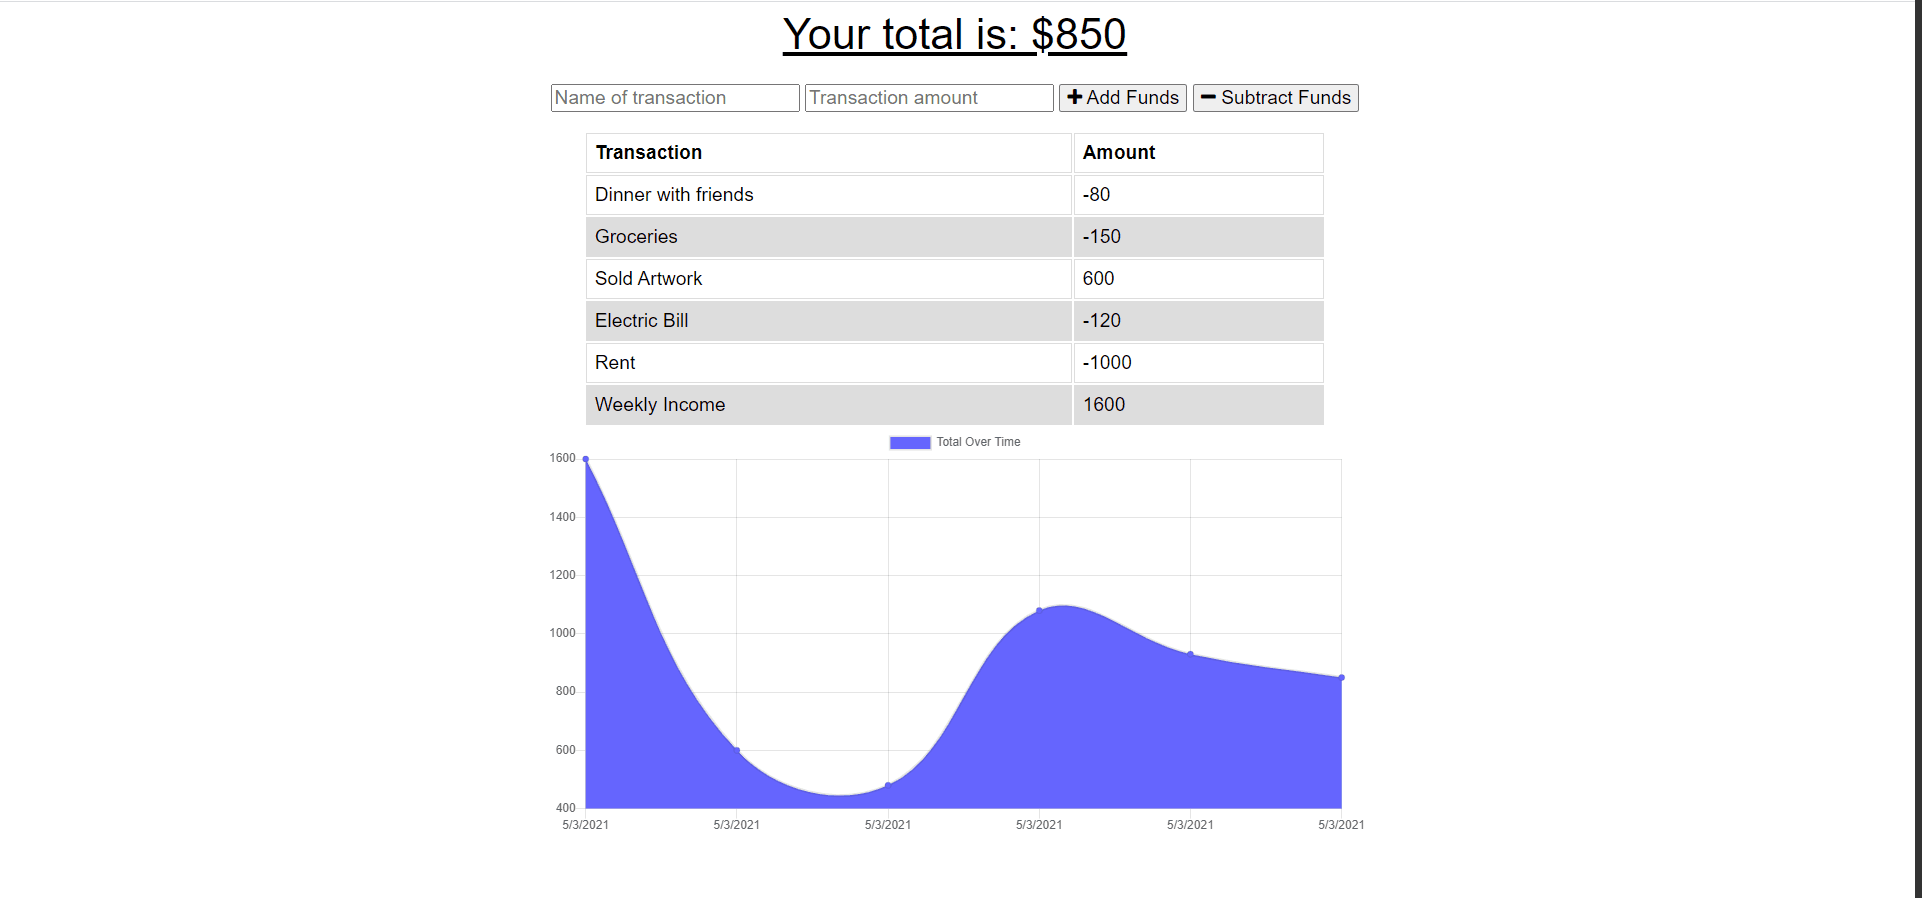 Your total is: $850
Name of transaction Transaction amount Add Funds Subtract Funds
Transaction Amount
Dinner with friends -80
Groceries -150
Sold Artwork 600
Electric Bill -120
Rent -1000
Weekly Income 1600
Total Over Time
1600
1400
1200
1000
800
600
400
5/3/2021 5/3/2021 5/3/2021 5/3/2021 5/3/2021 5/3/2021